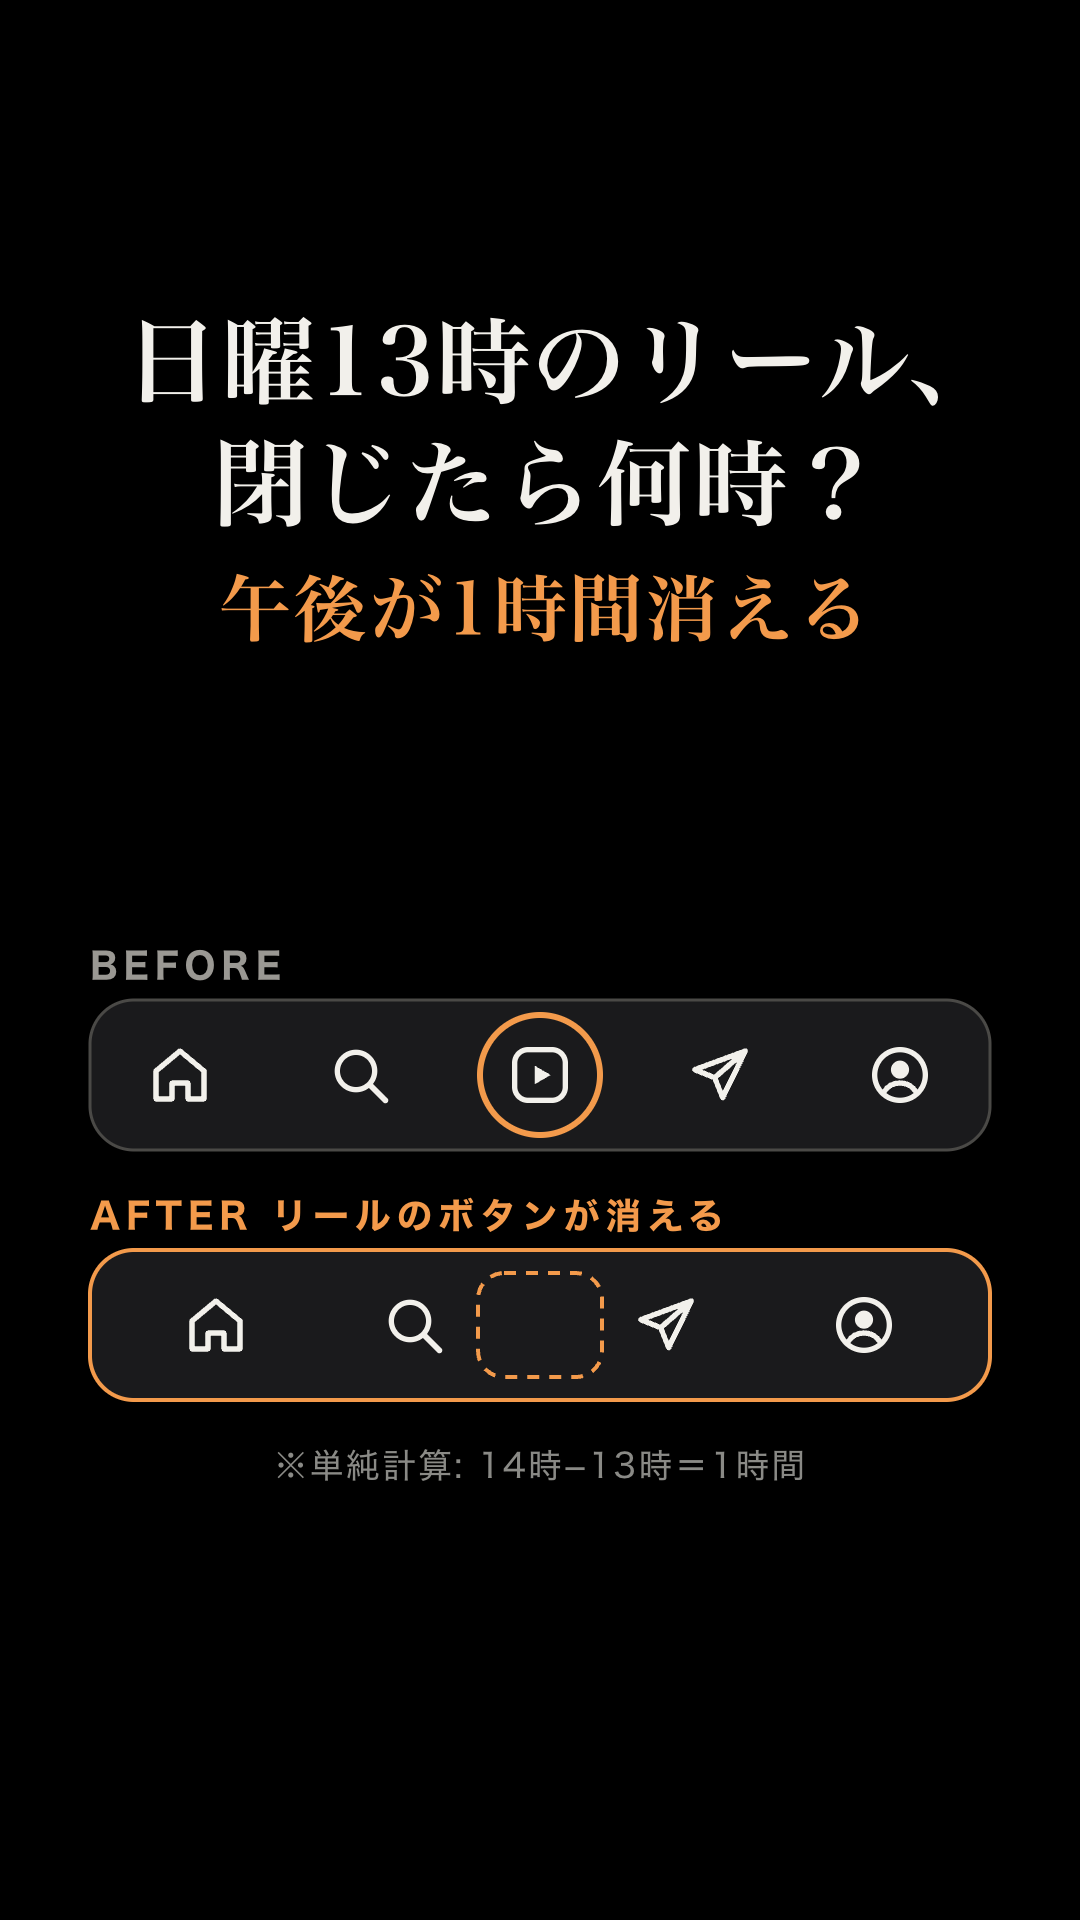 日曜13時のリール、
閉じたら何時？
午後が1時間消える
BEFORE
AFTER リールのボタンが消える
※単純計算: 14時−13時＝1時間